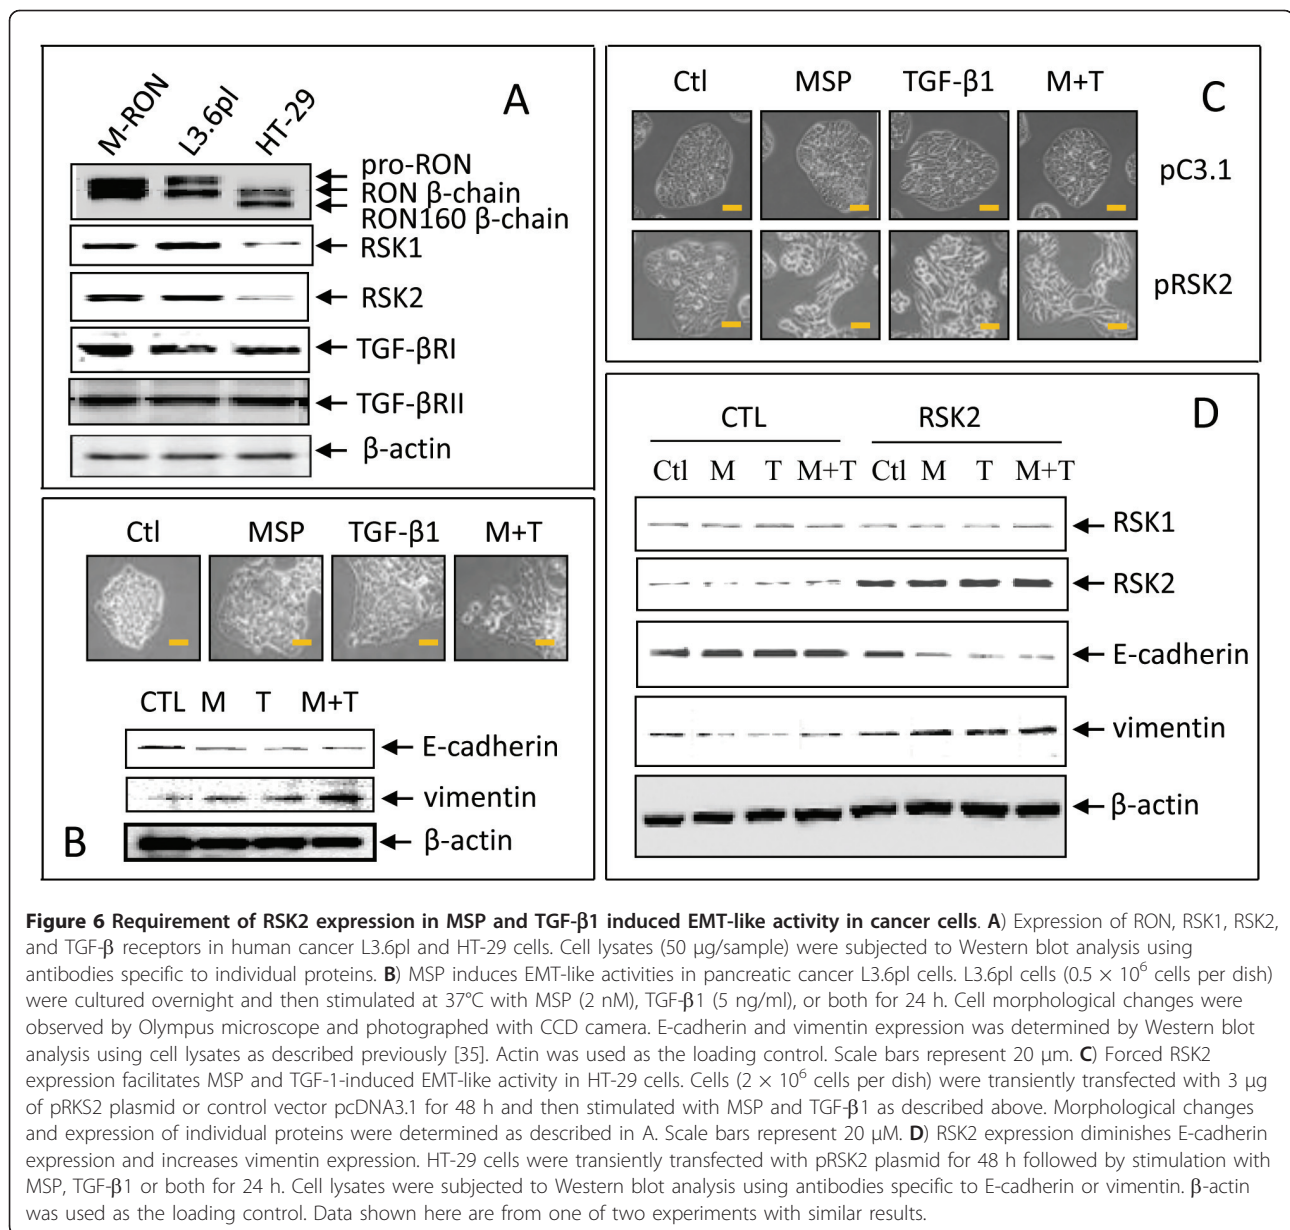 A
M-RON L3.6pl HT-29
pro-RON
RON β-chain
RON160 β-chain
RSK1
RSK2
TGF-βRI
TGF-βRII
β-actin
Ctl MSP TGF-β1 M+T
CTL M T M+T
E-cadherin
vimentin
β-actin
B
Ctl MSP TGF-β1 M+T
C
pC3.1
pRSK2
D
CTL RSK2
Ctl M T M+T Ctl M T M+T
RSK1
RSK2
E-cadherin
vimentin
β-actin
Figure 6 Requirement of RSK2 expression in MSP and TGF-β1 induced EMT-like activity in cancer cells. A) Expression of RON, RSK1, RSK2,
and TGF-β receptors in human cancer L3.6pl and HT-29 cells. Cell lysates (50 μg/sample) were subjected to Western blot analysis using
antibodies specific to individual proteins. B) MSP induces EMT-like activities in pancreatic cancer L3.6pl cells. L3.6pl cells (0.5 × 10⁶ cells per dish)
were cultured overnight and then stimulated at 37°C with MSP (2 nM), TGF-β1 (5 ng/ml), or both for 24 h. Cell morphological changes were
observed by Olympus microscope and photographed with CCD camera. E-cadherin and vimentin expression was determined by Western blot
analysis using cell lysates as described previously [35]. Actin was used as the loading control. Scale bars represent 20 μm. C) Forced RSK2
expression facilitates MSP and TGF-1-induced EMT-like activity in HT-29 cells. Cells (2 × 10⁶ cells per dish) were transiently transfected with 3 μg
of pRKS2 plasmid or control vector pcDNA3.1 for 48 h and then stimulated with MSP and TGF-β1 as described above. Morphological changes
and expression of individual proteins were determined as described in A. Scale bars represent 20 μM. D) RSK2 expression diminishes E-cadherin
expression and increases vimentin expression. HT-29 cells were transiently transfected with pRSK2 plasmid for 48 h followed by stimulation with
MSP, TGF-β1 or both for 24 h. Cell lysates were subjected to Western blot analysis using antibodies specific to E-cadherin or vimentin. β-actin
was used as the loading control. Data shown here are from one of two experiments with similar results.